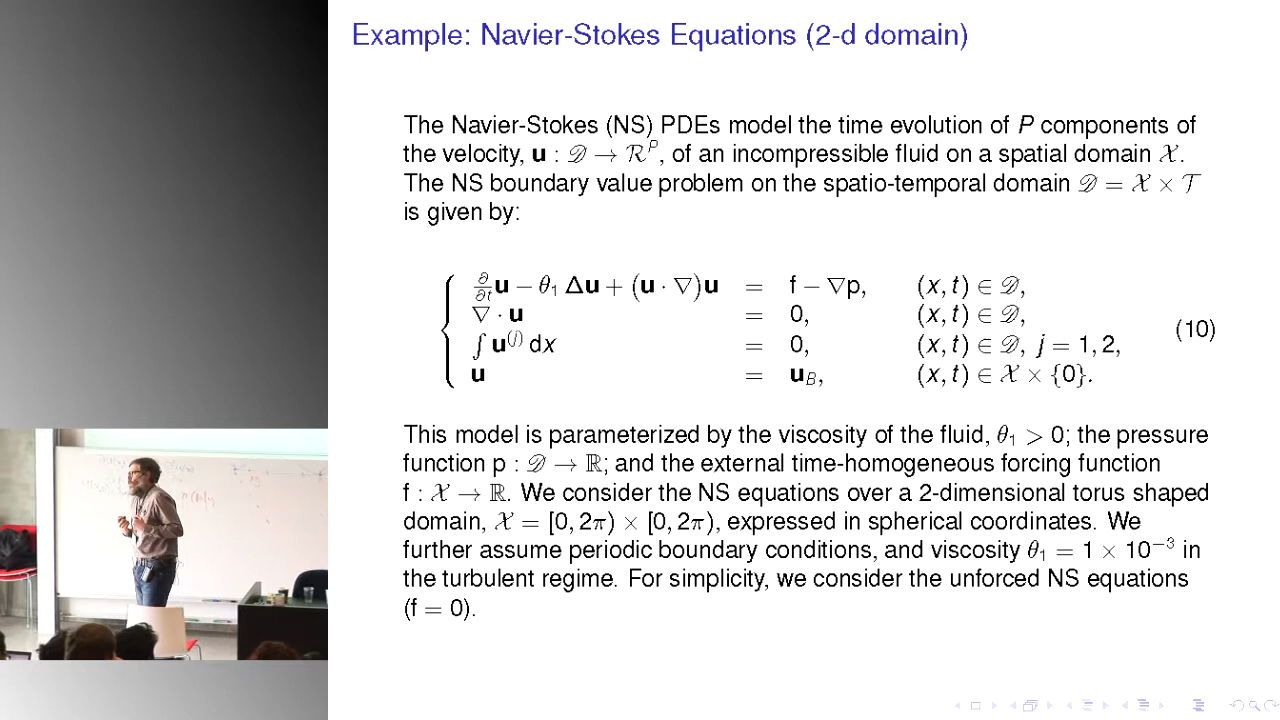 Example: Navier-Stokes Equations (2-d domain)
The Navier-Stokes (NS) PDEs model the time evolution of P components of
the velocity, u : 𝒟 → ℛ^P, of an incompressible fluid on a spatial domain 𝒳.
The NS boundary value problem on the spatio-temporal domain 𝒟 = 𝒳 × 𝒯
is given by:
∂/∂t u − θ₁ Δu + (u · ∇)u = f − ∇p, (x, t) ∈ 𝒟,
∇ · u = 0, (x, t) ∈ 𝒟,
∫ u^(j) dx = 0, (x, t) ∈ 𝒟, j = 1, 2,
u = u_B, (x, t) ∈ 𝒳 × {0}.
(10)
This model is parameterized by the viscosity of the fluid, θ₁ > 0; the pressure
function p : 𝒟 → ℝ; and the external time-homogeneous forcing function
f : 𝒳 → ℝ. We consider the NS equations over a 2-dimensional torus shaped
domain, 𝒳 = [0, 2π) × [0, 2π), expressed in spherical coordinates. We
further assume periodic boundary conditions, and viscosity θ₁ = 1 × 10⁻³ in
the turbulent regime. For simplicity, we consider the unforced NS equations
(f = 0).